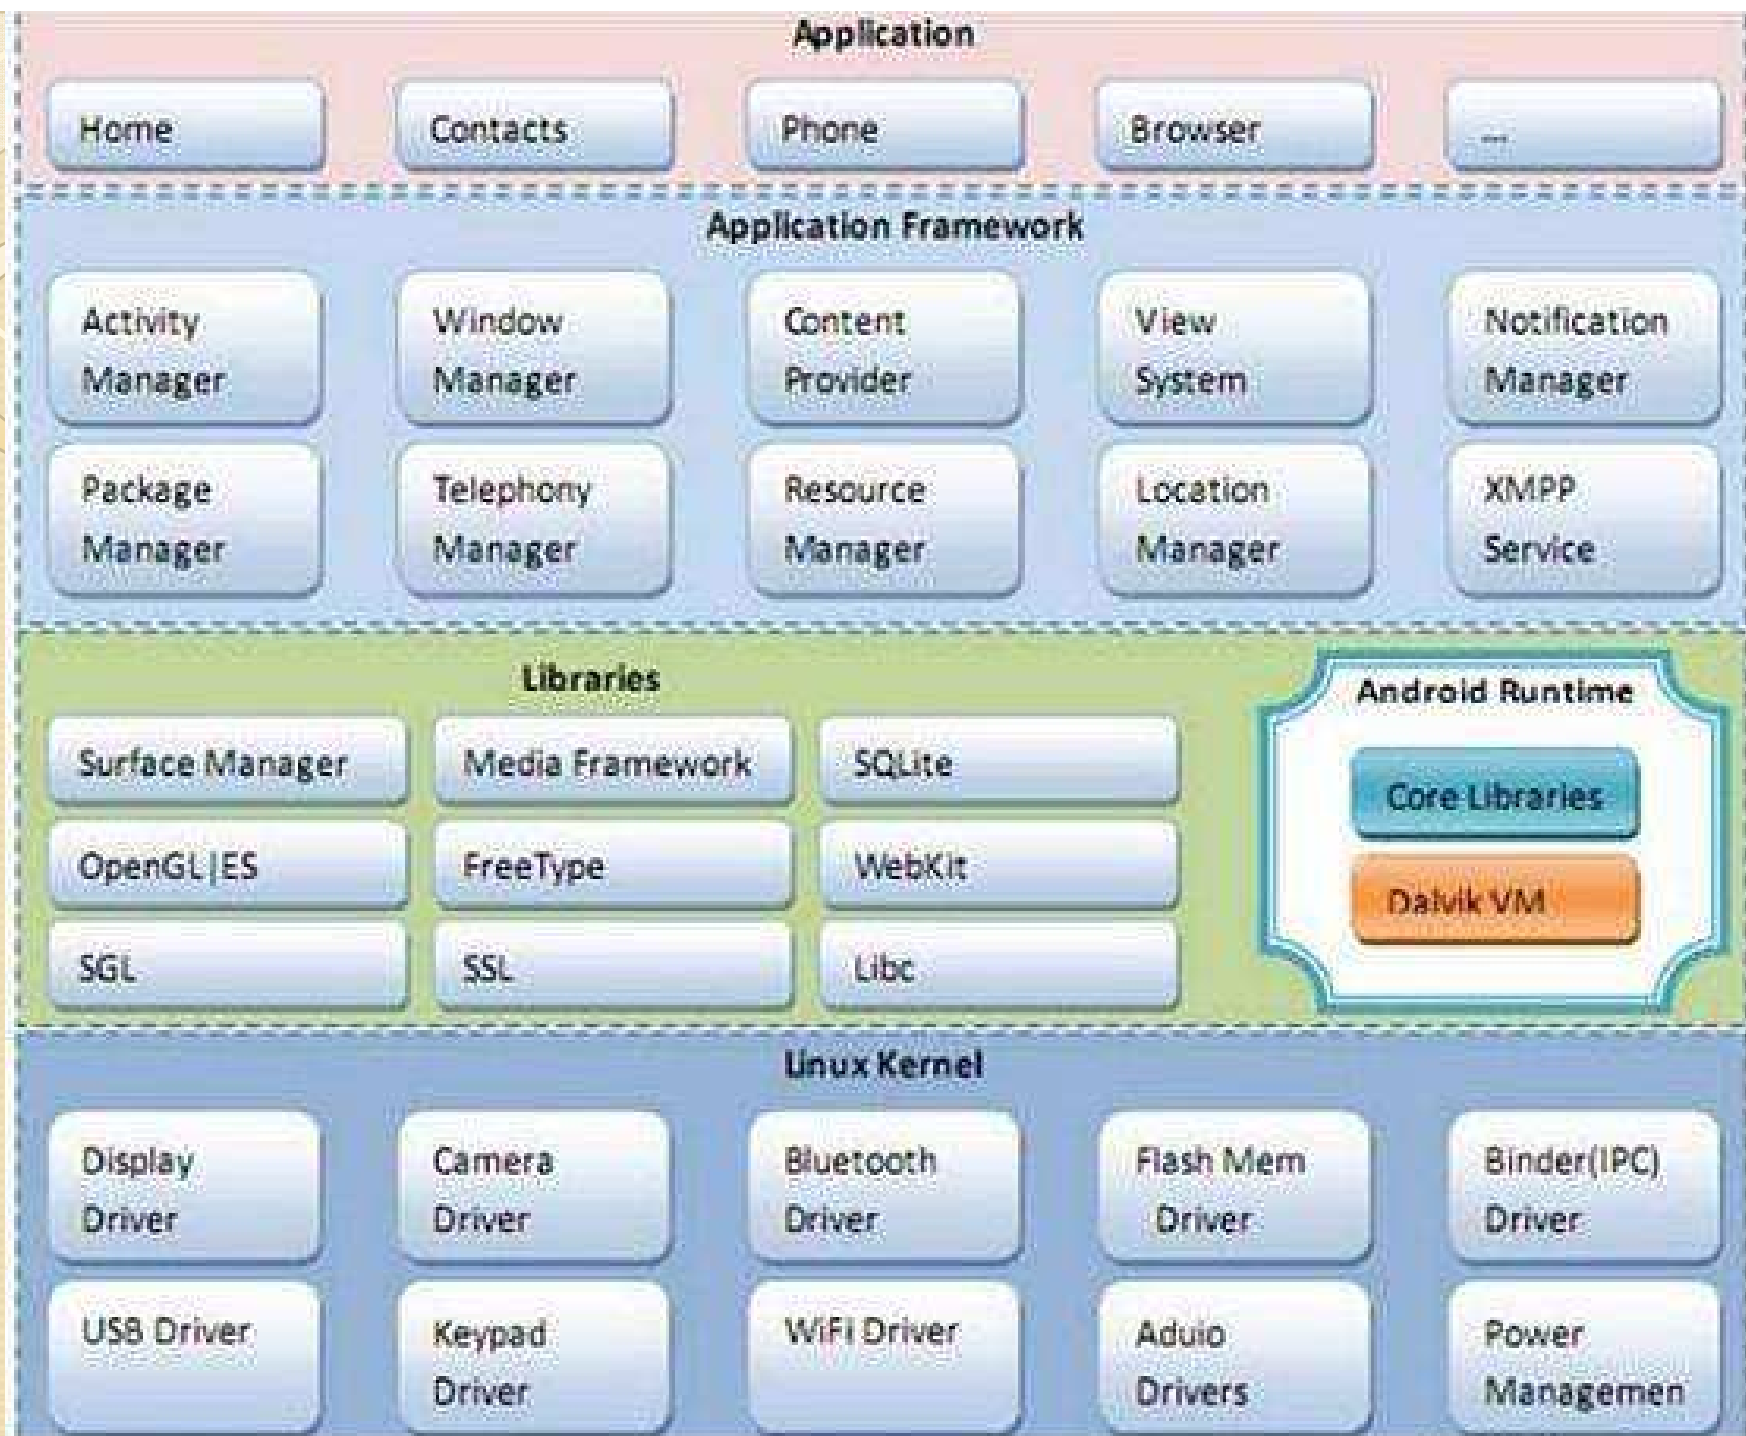 Application
Home
Contacts
Phone
Browser
...
Application Framework
Activity
Manager
Window
Manager
Content
Provider
View
System
Notification
Manager
Package
Manager
Telephony
Manager
Resource
Manager
Location
Manager
XMPP
Service
Libraries
Surface Manager
Media Framework
SQLite
OpenGL|ES
FreeType
WebKit
SGL
SSL
Libc
Android Runtime
Core Libraries
Dalvik VM
Linux Kernel
Display
Driver
Camera
Driver
Bluetooth
Driver
Flash Mem
Driver
Binder(IPC)
Driver
USB Driver
Keypad
Driver
WiFi Driver
Aduio
Drivers
Power
Managemen